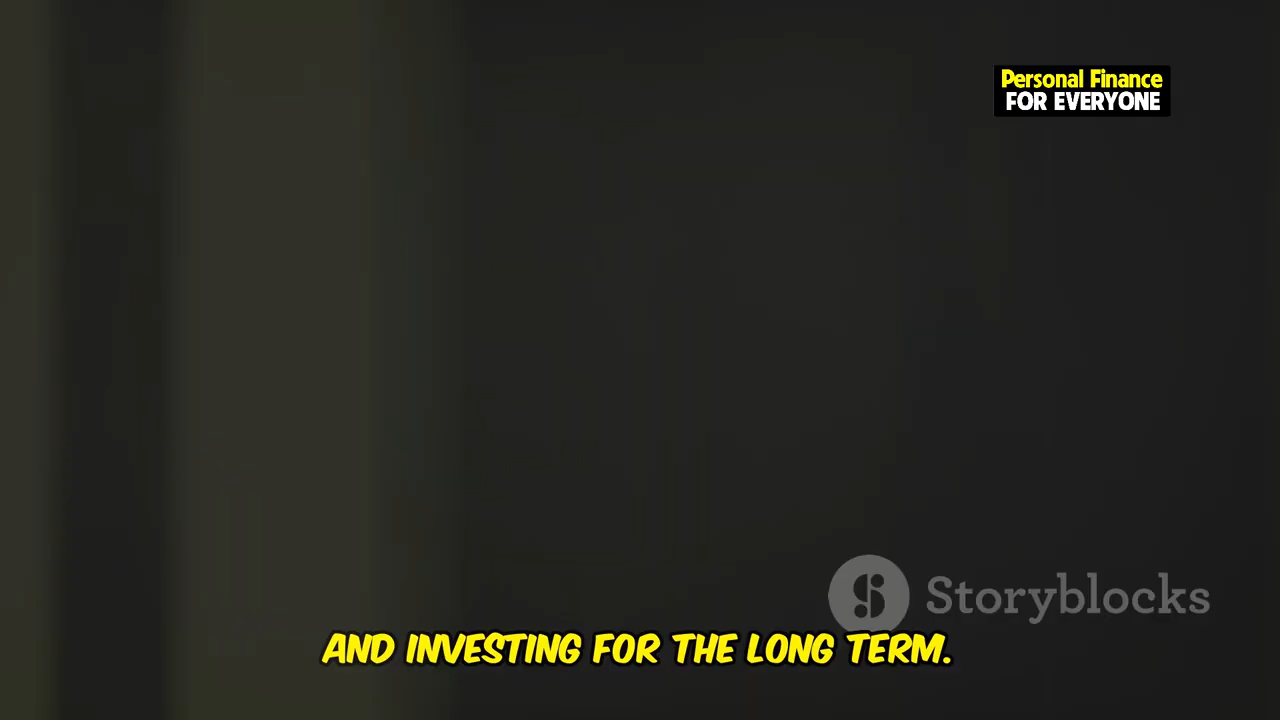 Personal Finance
FOR EVERYONE
Storyblocks
AND INVESTING FOR THE LONG TERM.